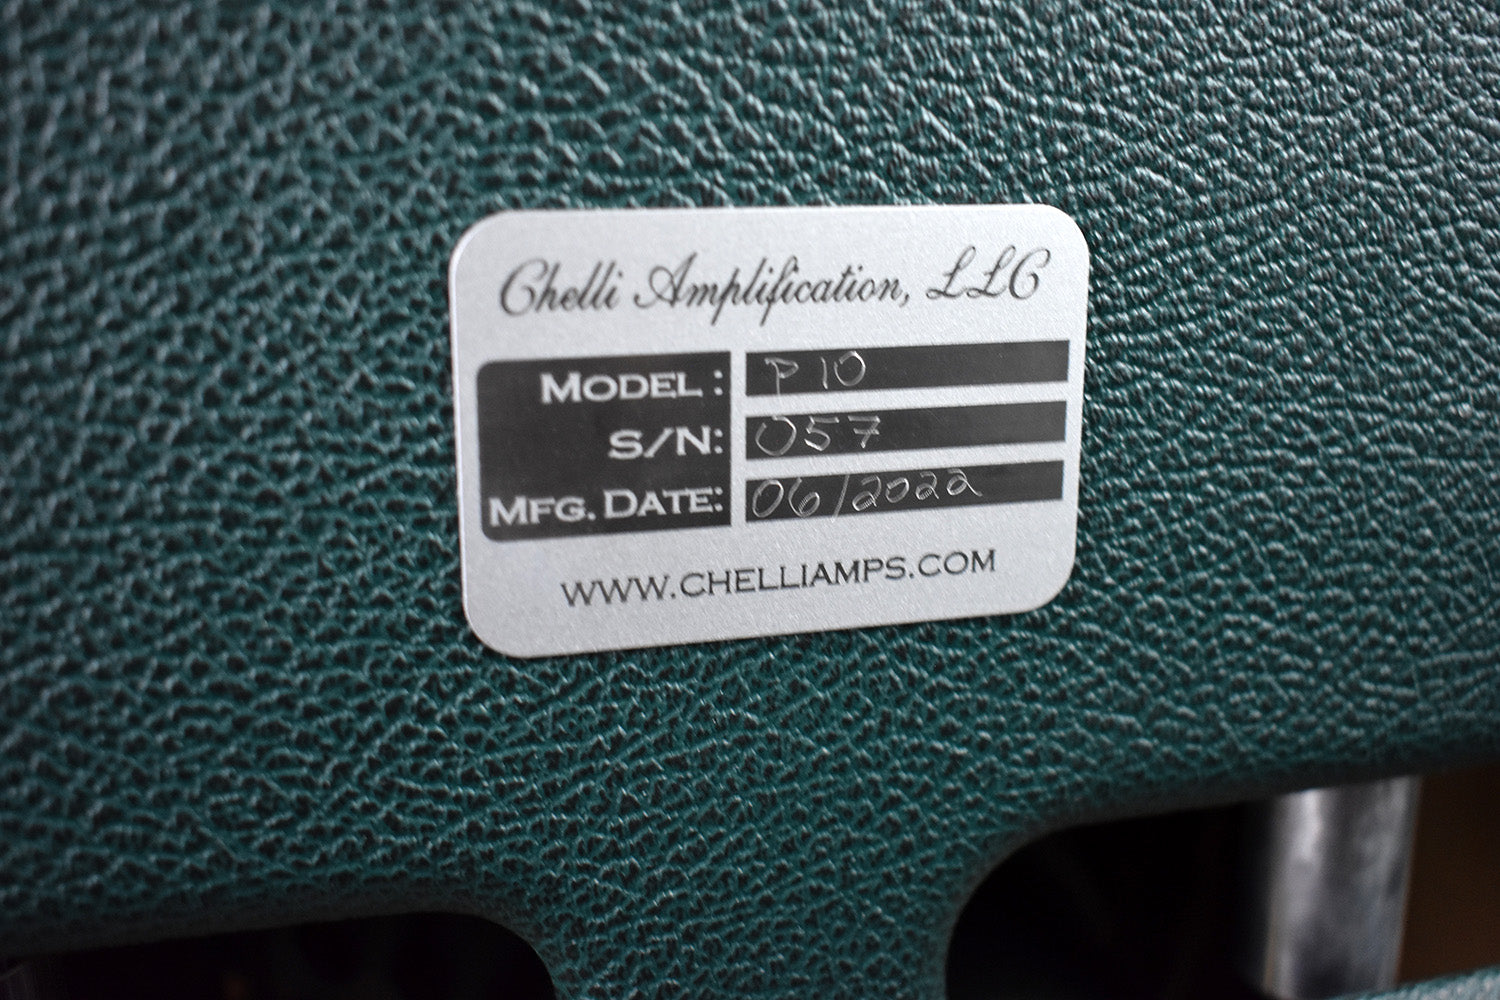 Chelli Amplification, LLC
MODEL: P10
S/N: 057
MFG. DATE: 06/2022
WWW.CHELLIAMPS.COM